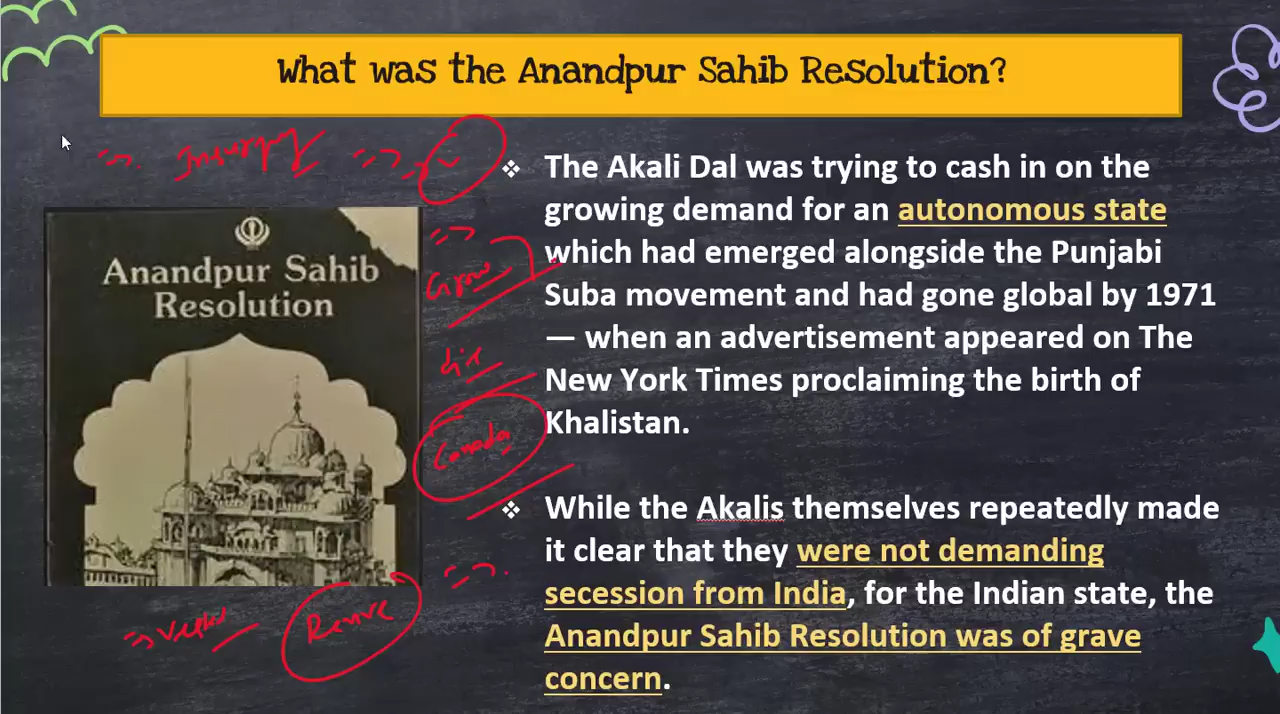 What was the Anandpur Sahib Resolution?
Insurgency
Anandpur Sahib
Resolution
Grow
Canada
Revive
❖ The Akali Dal was trying to cash in on the
growing demand for an autonomous state
which had emerged alongside the Punjabi
Suba movement and had gone global by 1971
— when an advertisement appeared on The
New York Times proclaiming the birth of
Khalistan.
❖ While the Akalis themselves repeatedly made
it clear that they were not demanding
secession from India, for the Indian state, the
Anandpur Sahib Resolution was of grave
concern.